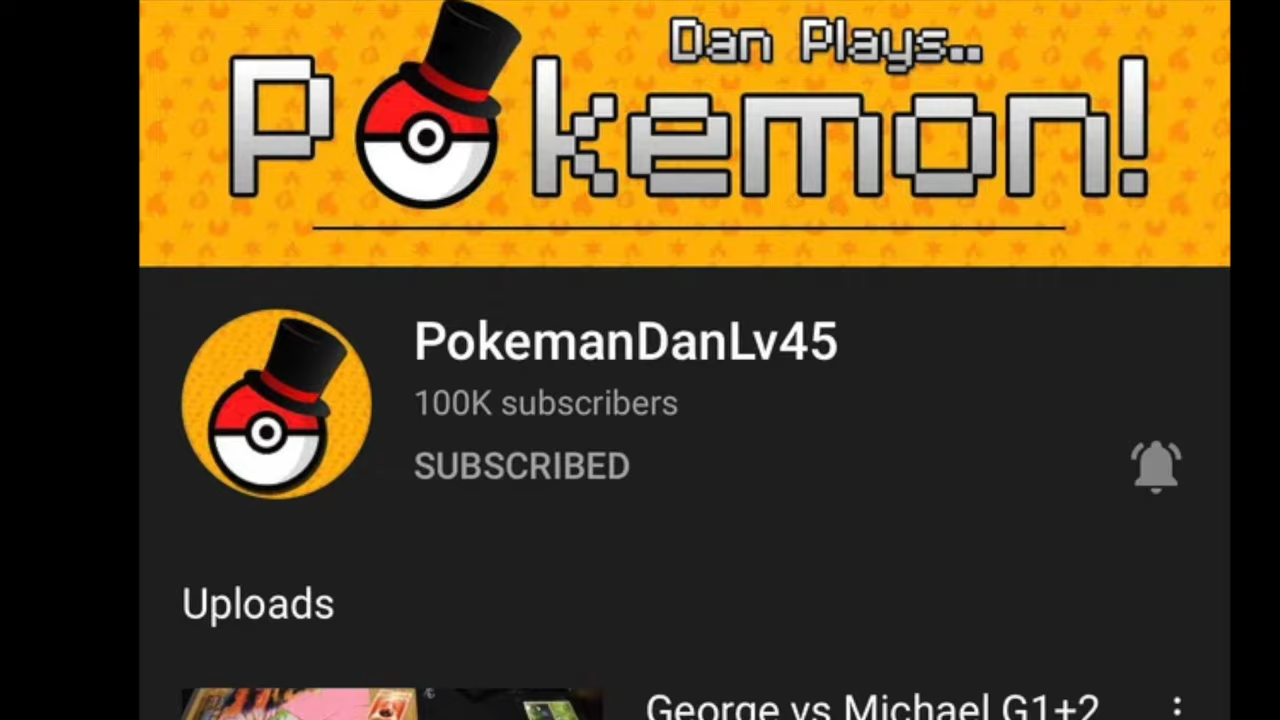 Dan Plays..
Pokemon!
PokemanDanLv45
100K subscribers
SUBSCRIBED
Uploads
George vs Michael G1+2